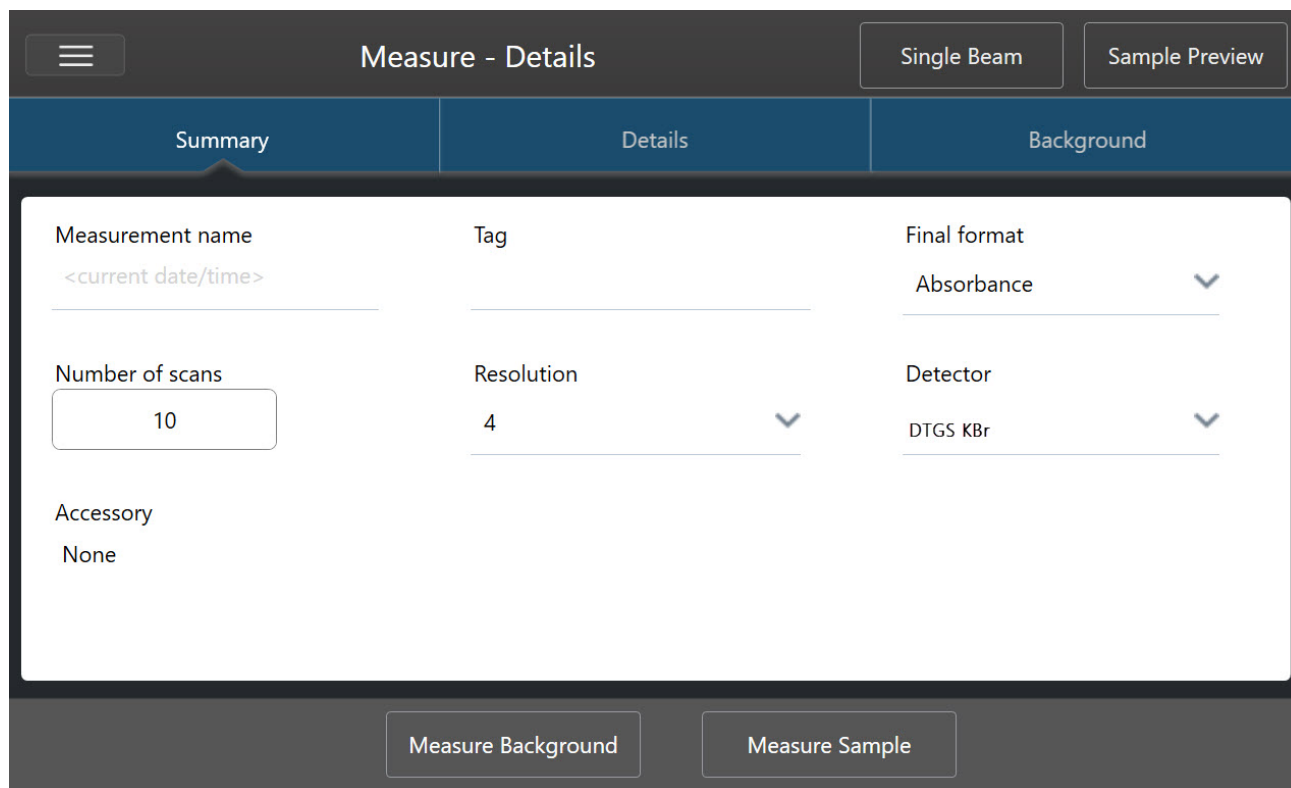 Measure - Details
Single Beam
Sample Preview
Summary
Details
Background
Measurement name
<current date/time>
Tag
Final format
Absorbance
Number of scans
10
Resolution
4
Detector
DTGS KBr
Accessory
None
Measure Background
Measure Sample